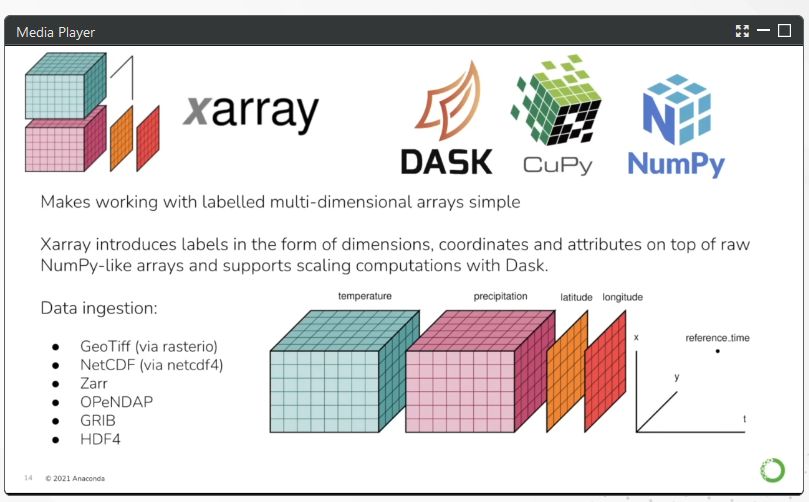 Media Player
xarray
DASK
CuPy
NumPy
Makes working with labelled multi-dimensional arrays simple
Xarray introduces labels in the form of dimensions, coordinates and attributes on top of raw
NumPy-like arrays and supports scaling computations with Dask.
Data ingestion:
● GeoTiff (via rasterio)
● NetCDF (via netcdf4)
● Zarr
● OPeNDAP
● GRIB
● HDF4
temperature
precipitation
latitude
longitude
x
reference_time
y
t
14 © 2021 Anaconda